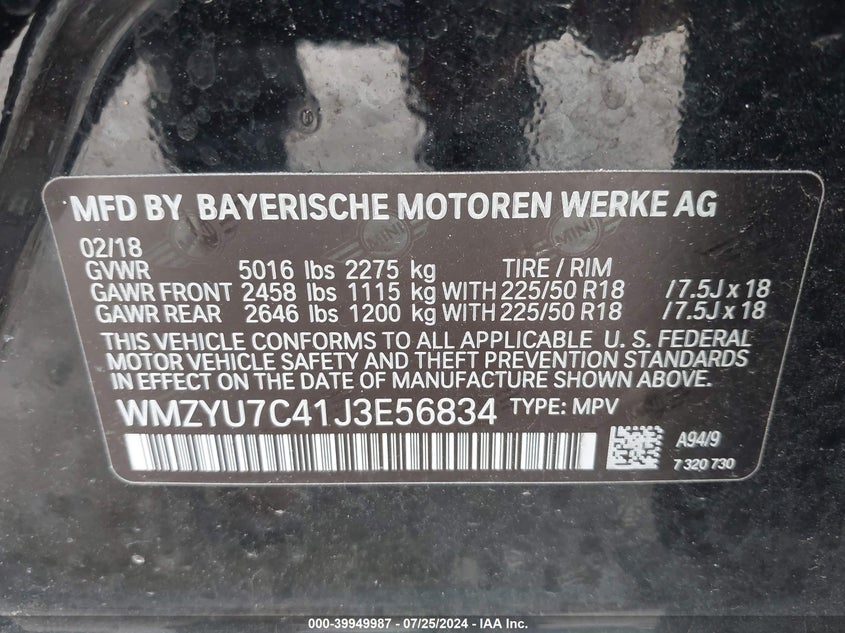 MFD BY BAYERISCHE MOTOREN WERKE AG
02/18
GVWR 5016 lbs 2275 kg TIRE / RIM
GAWR FRONT 2458 lbs 1115 kg WITH 225/50 R18 / 7.5J x 18
GAWR REAR 2646 lbs 1200 kg WITH 225/50 R18 / 7.5J x 18
THIS VEHICLE CONFORMS TO ALL APPLICABLE U. S. FEDERAL
MOTOR VEHICLE SAFETY AND THEFT PREVENTION STANDARDS
IN EFFECT ON THE DATE OF MANUFACTURE SHOWN ABOVE.
WMZYU7C41J3E56834 TYPE: MPV
A94/9
7 320 730
MINI
MINI
000-39949987 - 07/25/2024 - IAA Inc.